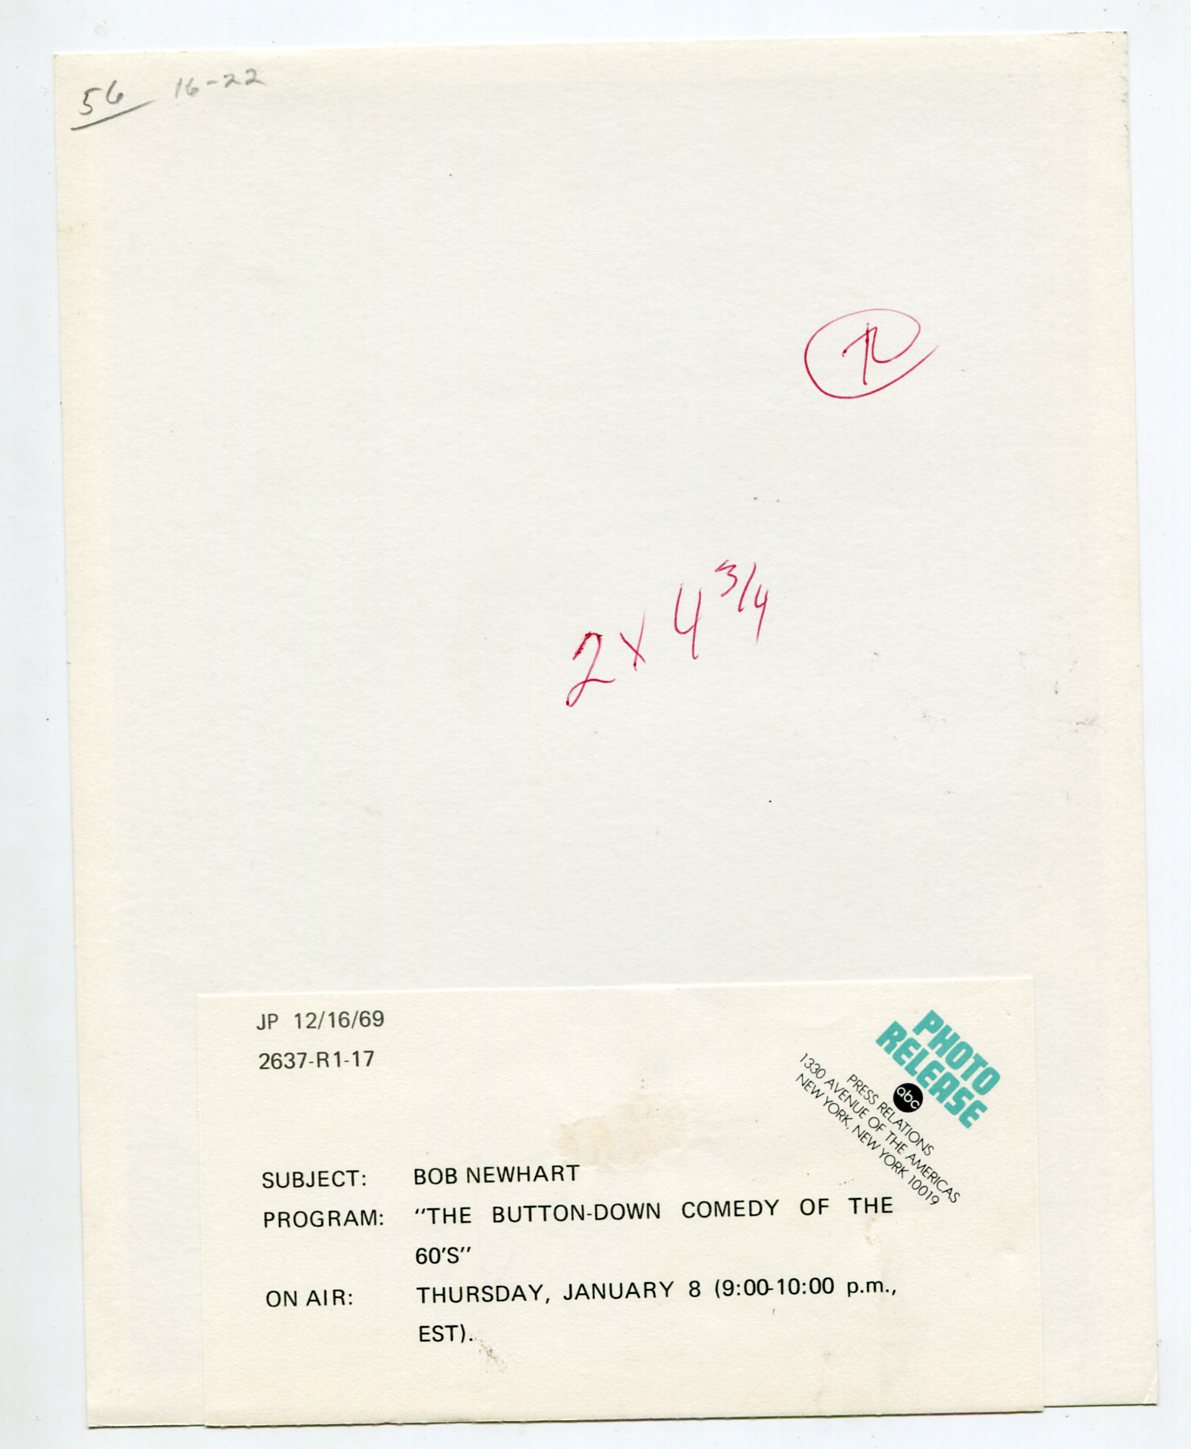 56 16-22
2 x 4 3/4
JP 12/16/69
2637-R1-17
PHOTO
RELEASE
abc
PRESS RELATIONS
1330 AVENUE OF THE AMERICAS
NEW YORK, NEW YORK 10019
SUBJECT: BOB NEWHART
PROGRAM: "THE BUTTON-DOWN COMEDY OF THE
60'S"
ON AIR: THURSDAY, JANUARY 8 (9:00-10:00 p.m.,
EST).